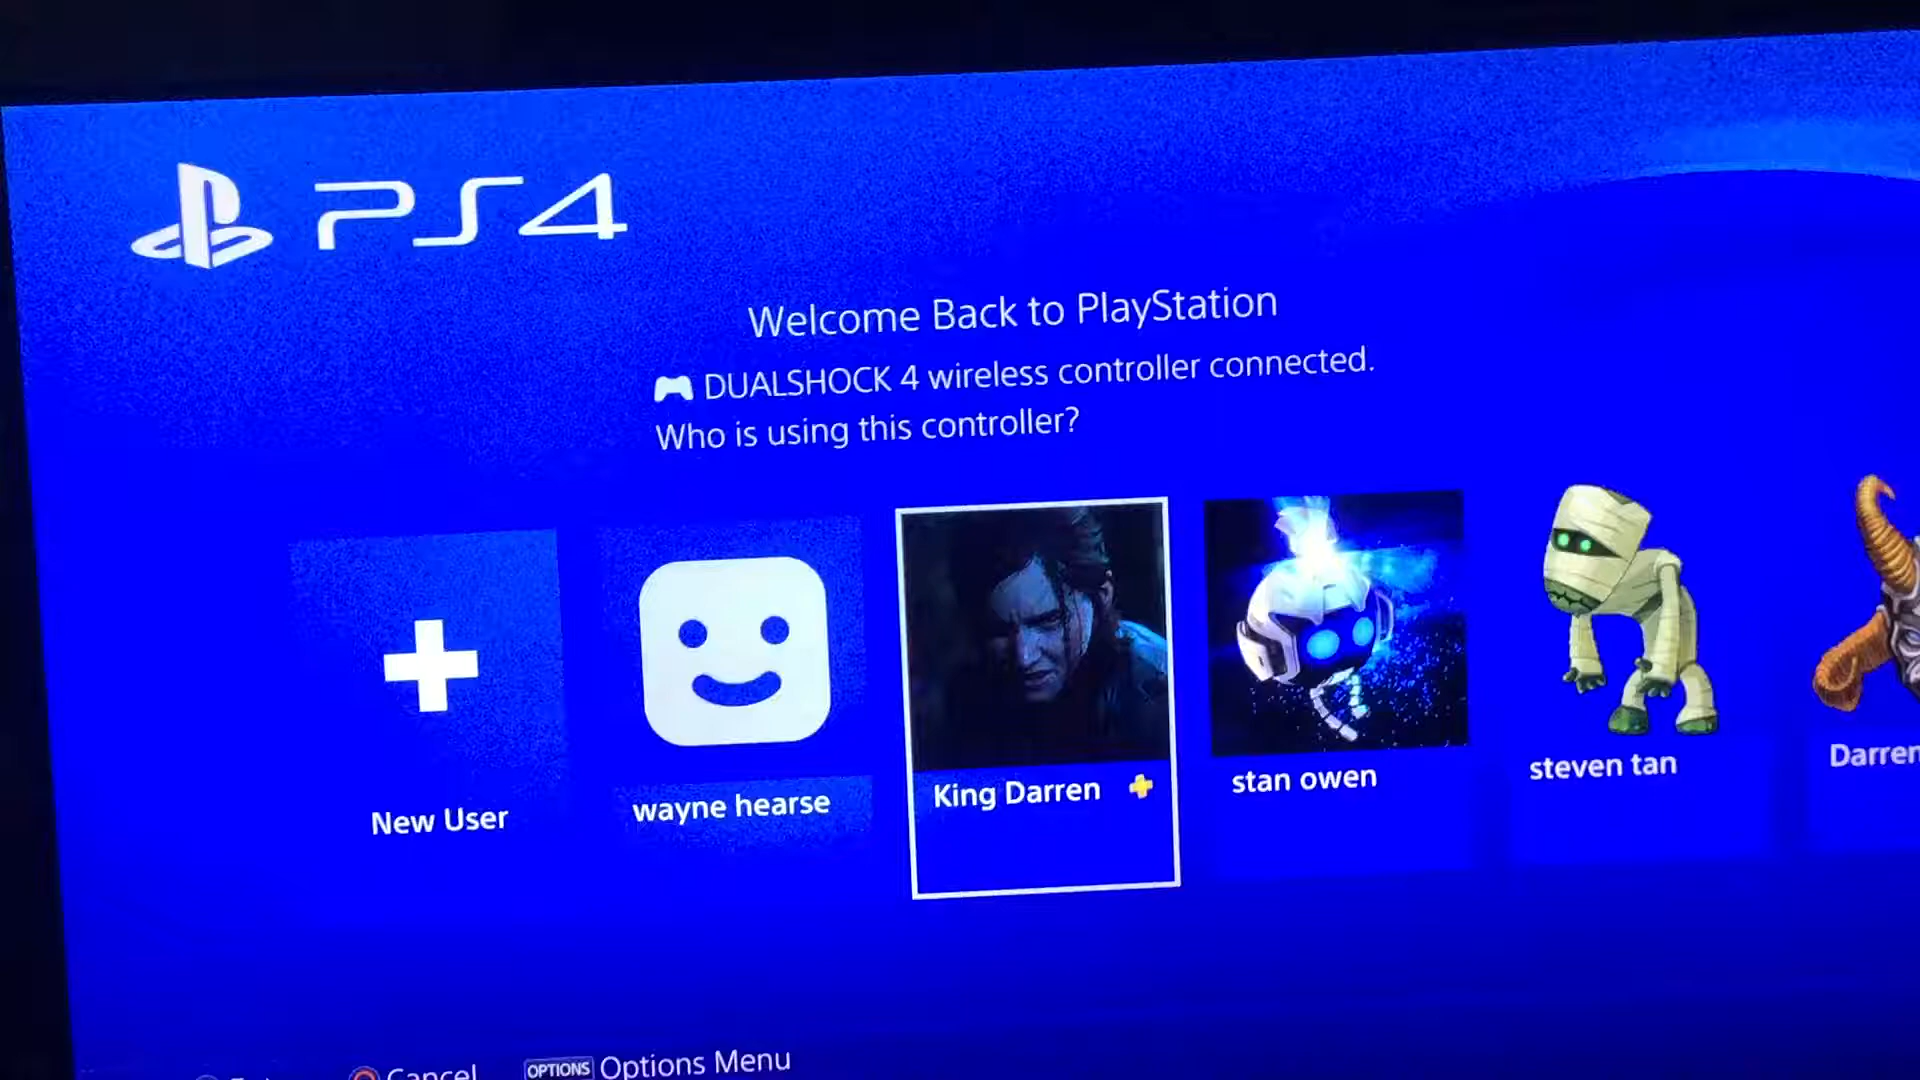 PS4
Welcome Back to PlayStation
DUALSHOCK 4 wireless controller connected.
Who is using this controller?
New User
wayne hearse
King Darren
stan owen
steven tan
Darren
Cancel
OPTIONS Options Menu